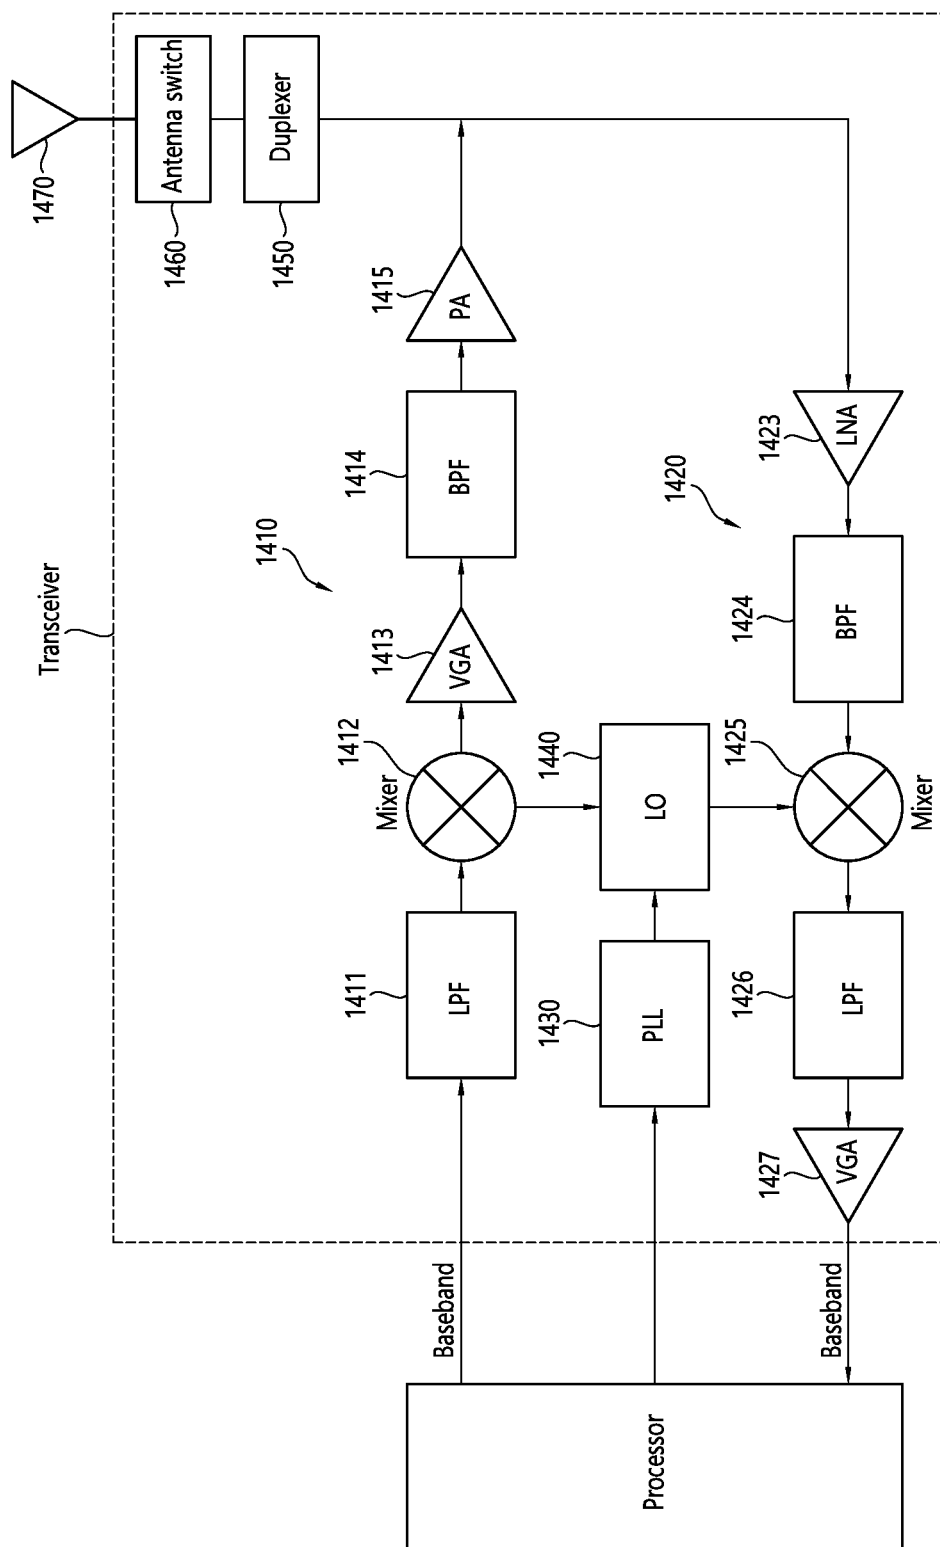 Transceiver
1470
Antenna switch
1460
Duplexer
1450
1410
Baseband
LPF
1411
Mixer
1412
VGA
1413
BPF
1414
PA
1415
Processor
PLL
1430
LO
1440
1420
Baseband
VGA
1427
LPF
1426
Mixer
1425
BPF
1424
LNA
1423